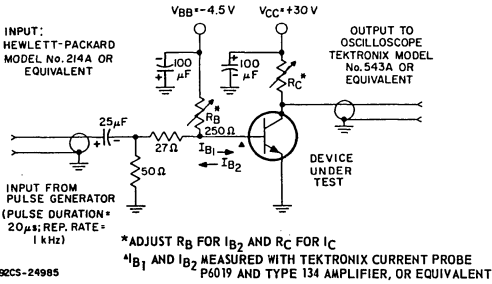 INPUT:
HEWLETT-PACKARD
MODEL No. 214A OR
EQUIVALENT
VBB=-4.5V
VCC=+30V
OUTPUT TO
OSCILLOSCOPE
TEKTRONIX MODEL
No.543A OR
EQUIVALENT
100
μF
100
μF
RB*
250Ω
RC*
25μF
27Ω
50Ω
IB1
IB2
▲
DEVICE
UNDER
TEST
INPUT FROM
PULSE GENERATOR
(PULSE DURATION=
20μs; REP. RATE=
1 kHz)
*ADJUST RB FOR IB2 AND RC FOR IC
▲IB1 AND IB2 MEASURED WITH TEKTRONIX CURRENT PROBE
P6019 AND TYPE 134 AMPLIFIER, OR EQUIVALENT
92CS-24985